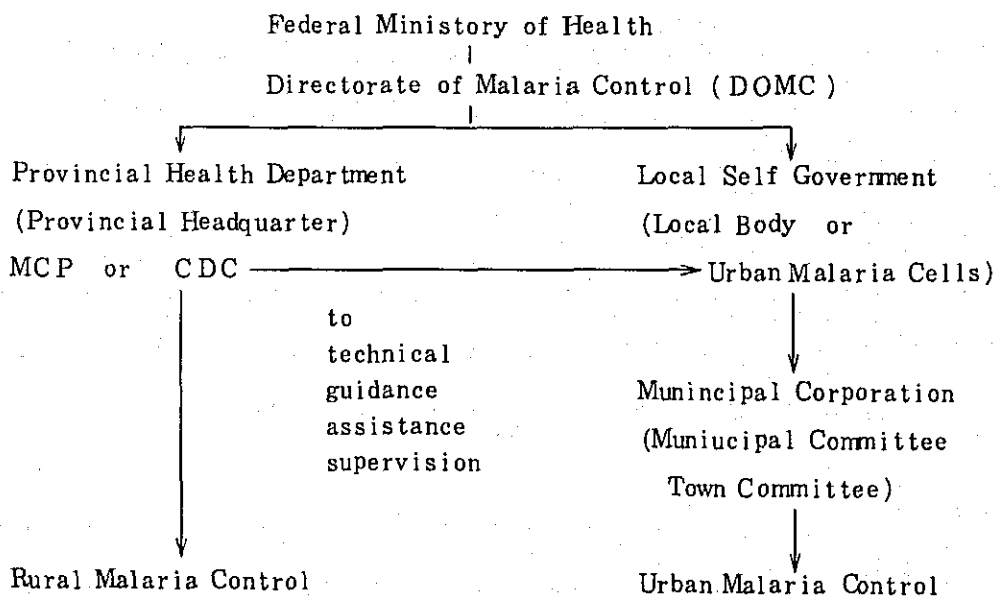 Federal Ministory of Health
Directorate of Malaria Control ( DOMC )
Provincial Health Department
(Provincial Headquarter)
MCP or CDC
Local Self Government
(Local Body or
Urban Malaria Cells)
to
technical
guidance
assistance
supervision
Munincipal Corporation
(Muniucipal Committee
Town Committee)
Rural Malaria Control
Urban Malaria Control